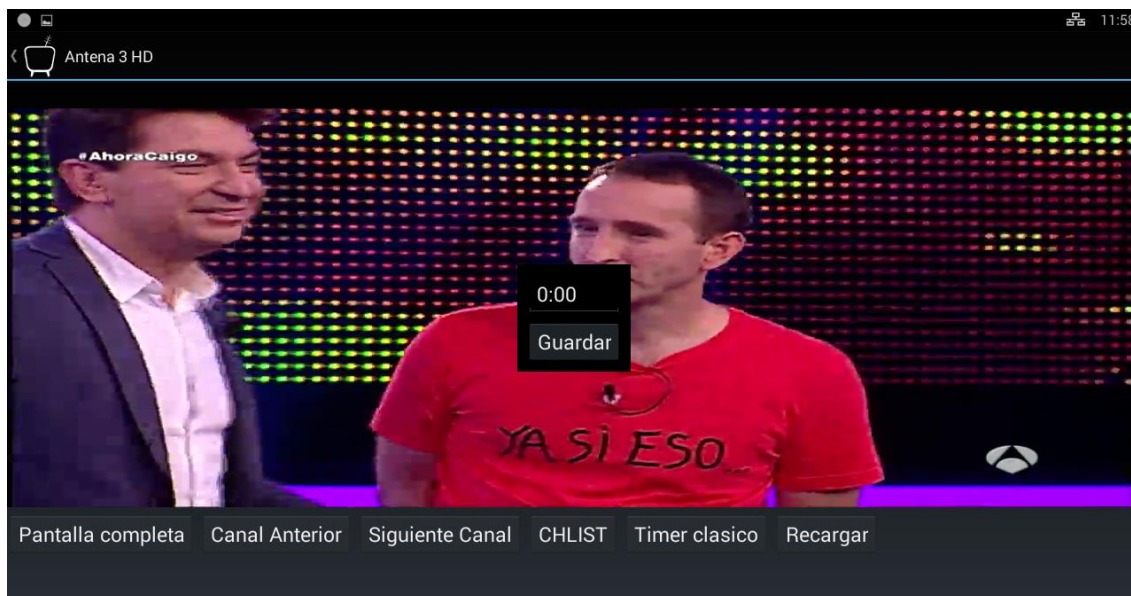 11:58
Antena 3 HD
#AhoraCaigo
0:00
Guardar
YA SÍ ESO...
Pantalla completa
Canal Anterior
Siguiente Canal
CHLIST
Timer clasico
Recargar